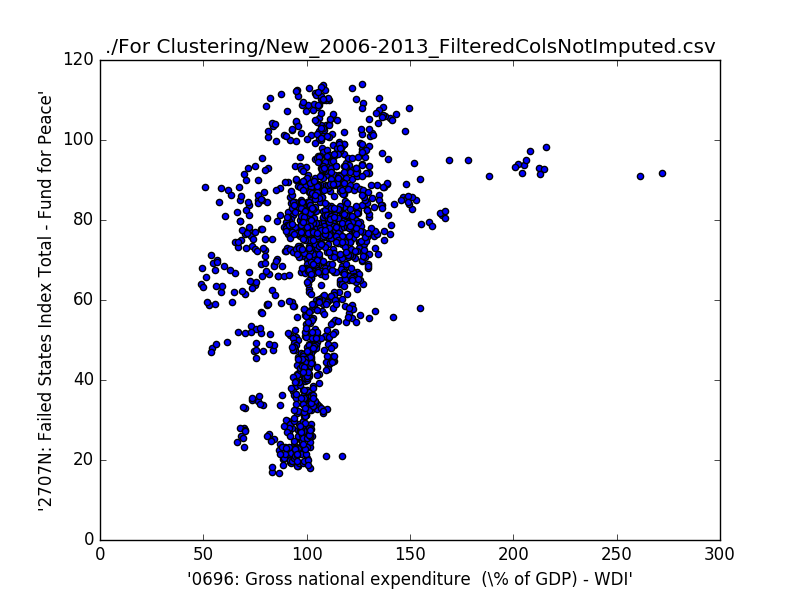 ./For Clustering/New_2006-2013_FilteredColsNotImputed.csv
120
100
80
60
40
20
0
'2707N: Failed States Index Total - Fund for Peace'
0 50 100 150 200 250 300
'0696: Gross national expenditure  (\% of GDP) - WDI'